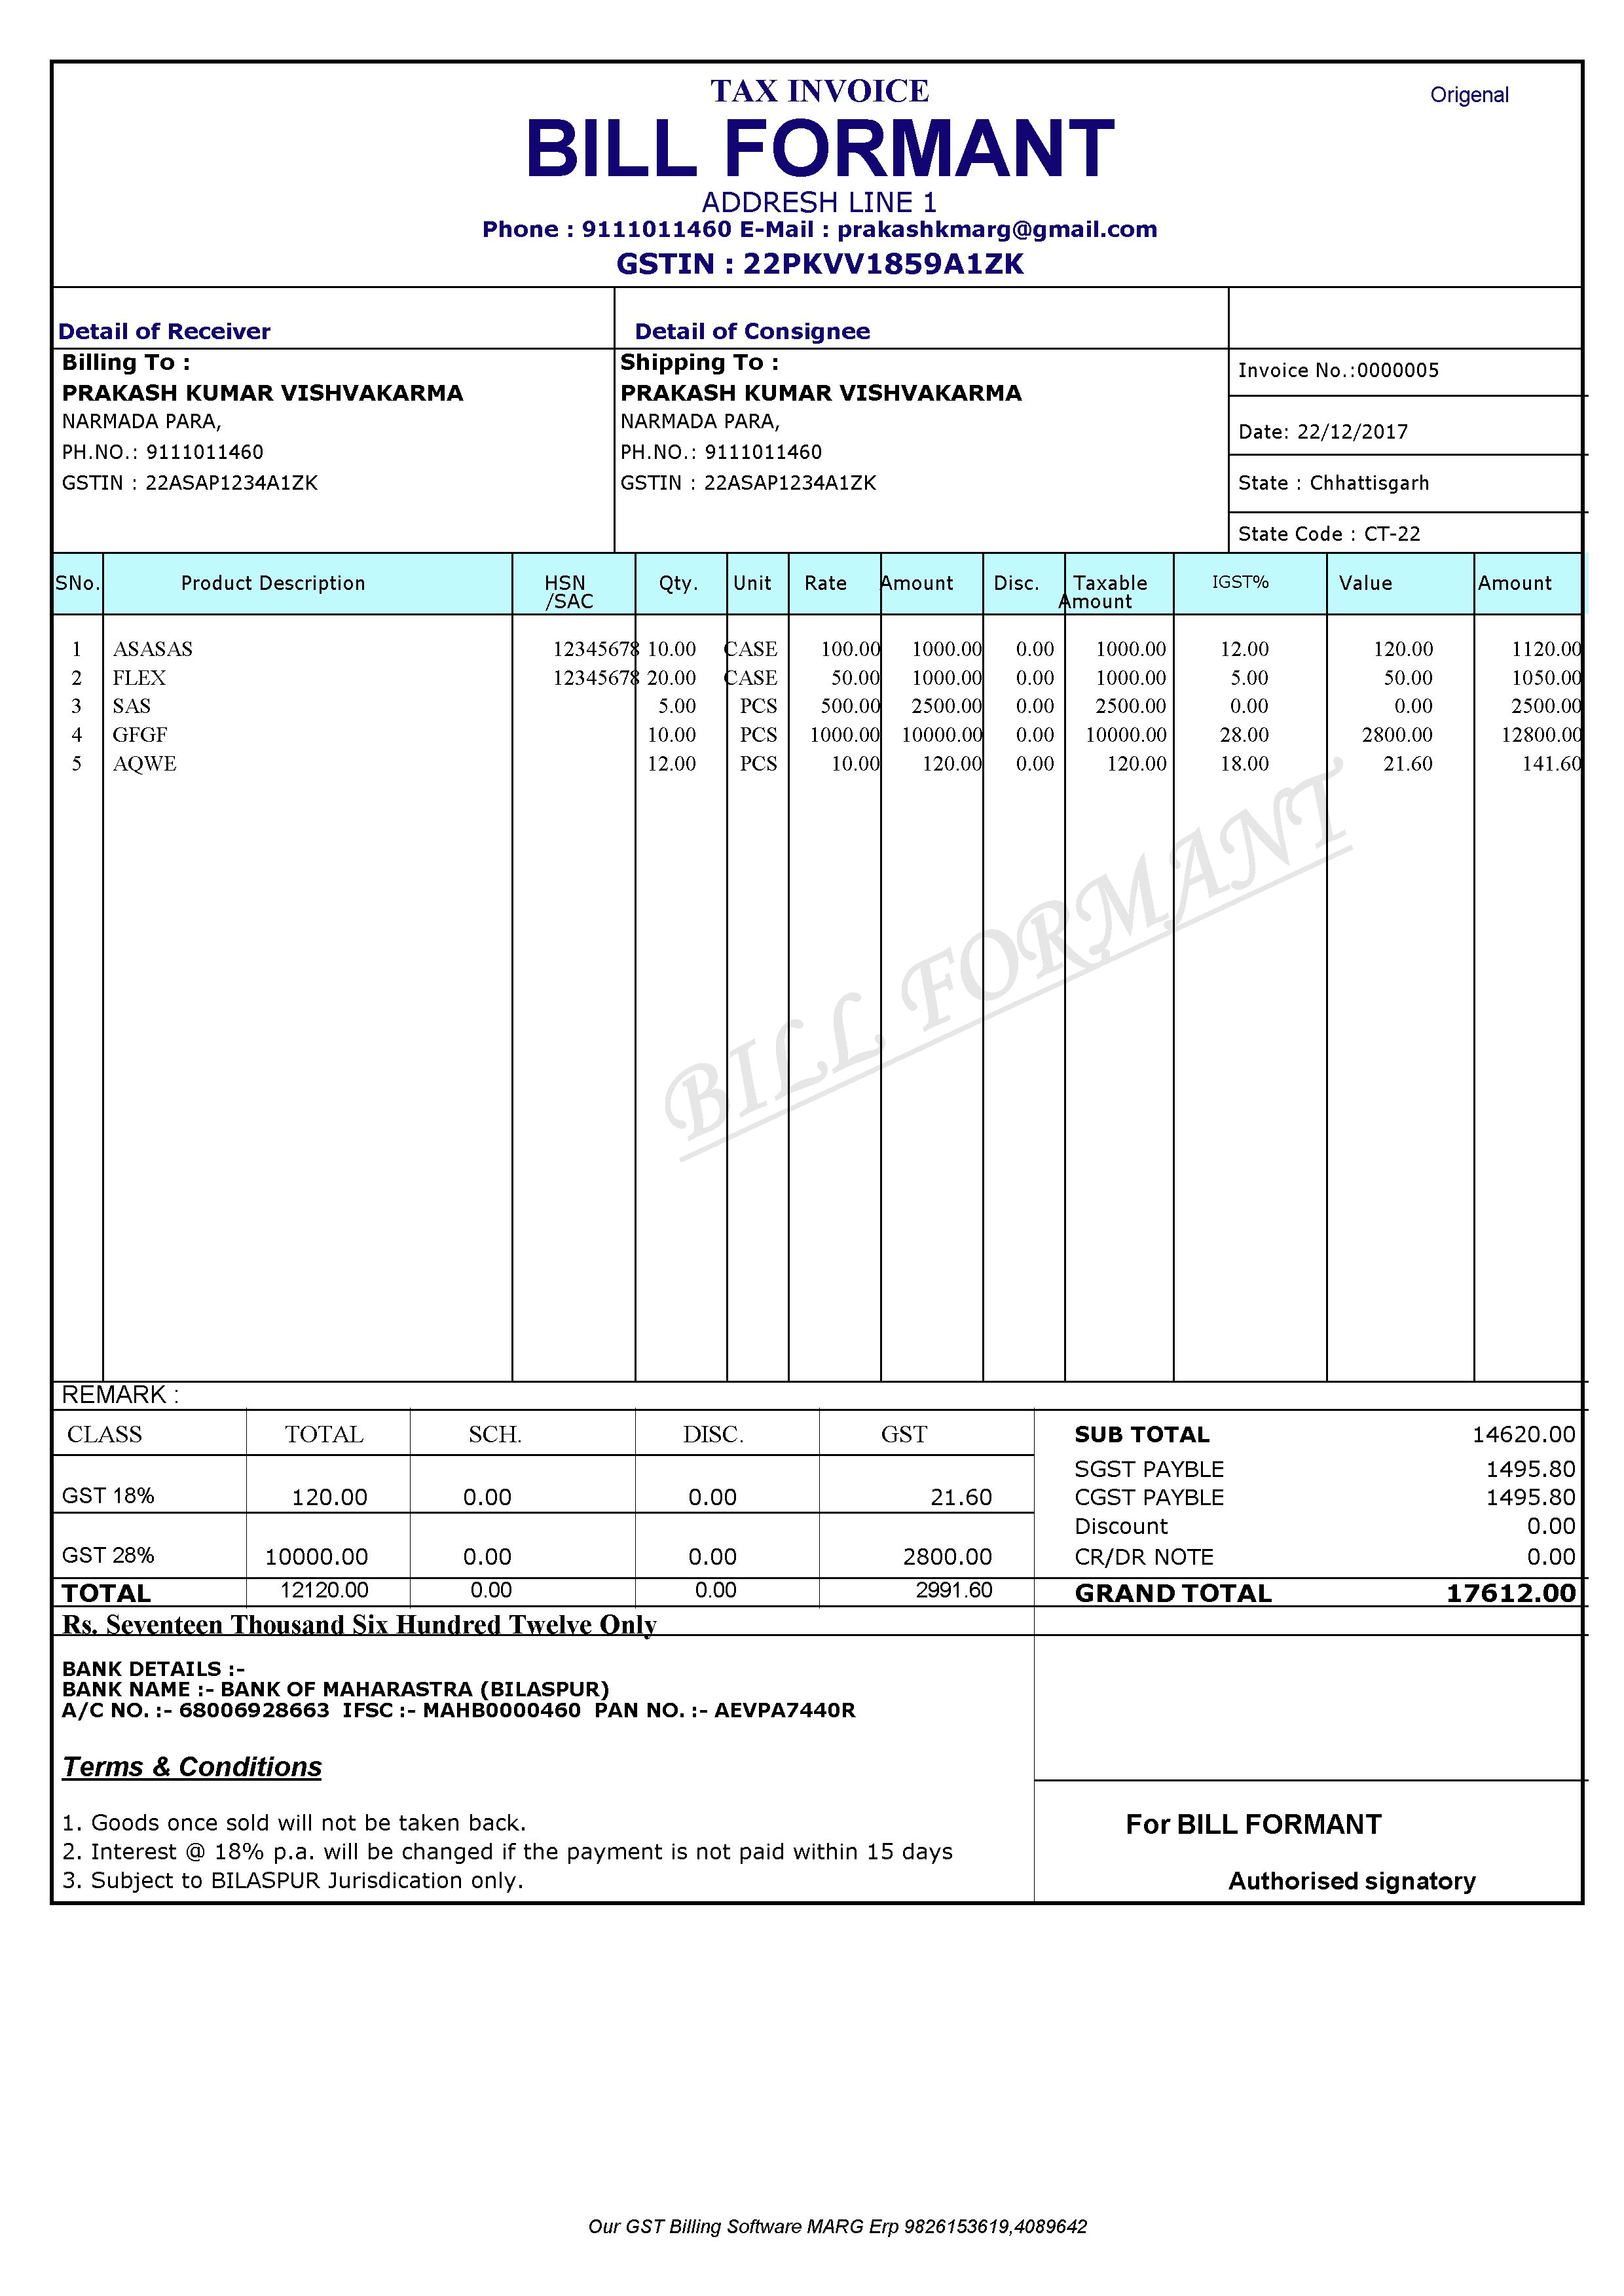 TAX INVOICE
Origenal
BILL FORMANT
ADDRESH LINE 1
Phone : 9111011460 E-Mail : prakashkmarg@gmail.com
GSTIN : 22PKVV1859A1ZK
Detail of Receiver
Billing To :
PRAKASH KUMAR VISHVAKARMA
NARMADA PARA,
PH.NO.: 9111011460
GSTIN : 22ASAP1234A1ZK
Detail of Consignee
Shipping To :
PRAKASH KUMAR VISHVAKARMA
NARMADA PARA,
PH.NO.: 9111011460
GSTIN : 22ASAP1234A1ZK
Invoice No.:0000005
Date: 22/12/2017
State : Chhattisgarh
State Code : CT-22
SNo. Product Description HSN /SAC Qty. Unit Rate Amount Disc. Taxable Amount IGST% Value Amount
1 ASASAS 12345678 10.00 CASE 100.00 1000.00 0.00 1000.00 12.00 120.00 1120.00
2 FLEX 12345678 20.00 CASE 50.00 1000.00 0.00 1000.00 5.00 50.00 1050.00
3 SAS 5.00 PCS 500.00 2500.00 0.00 2500.00 0.00 0.00 2500.00
4 GFGF 10.00 PCS 1000.00 10000.00 0.00 10000.00 28.00 2800.00 12800.00
5 AQWE 12.00 PCS 10.00 120.00 0.00 120.00 18.00 21.60 141.60
BILL FORMANT
REMARK :
CLASS TOTAL SCH. DISC. GST
GST 18% 120.00 0.00 0.00 21.60
GST 28% 10000.00 0.00 0.00 2800.00
TOTAL 12120.00 0.00 0.00 2991.60
SUB TOTAL 14620.00
SGST PAYBLE 1495.80
CGST PAYBLE 1495.80
Discount 0.00
CR/DR NOTE 0.00
GRAND TOTAL 17612.00
Rs. Seventeen Thousand Six Hundred Twelve Only
BANK DETAILS :-
BANK NAME :- BANK OF MAHARASTRA (BILASPUR)
A/C NO. :- 68006928663 IFSC :- MAHB0000460 PAN NO. :- AEVPA7440R
Terms & Conditions
1. Goods once sold will not be taken back.
2. Interest @ 18% p.a. will be changed if the payment is not paid within 15 days
3. Subject to BILASPUR Jurisdication only.
For BILL FORMANT
Authorised signatory
Our GST Billing Software MARG Erp 9826153619,4089642